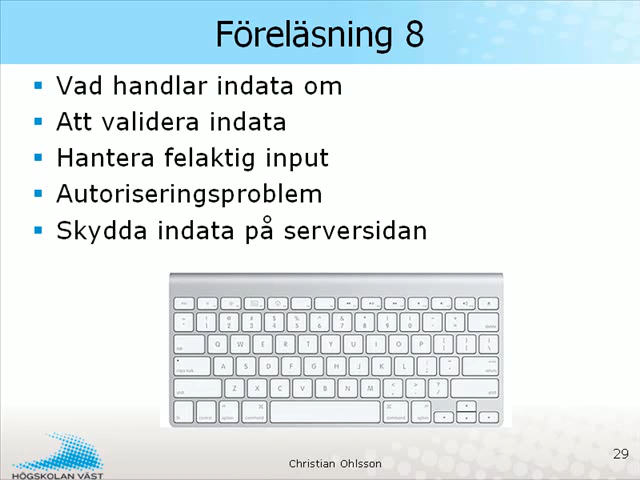 Föreläsning 8
Vad handlar indata om
Att validera indata
Hantera felaktig input
Autoriseringsproblem
Skydda indata på serversidan
Q W E R T Y U I O P
A S D F G H J K L
Z X C V B N M
HÖGSKOLAN VÄST
Christian Ohlsson
29